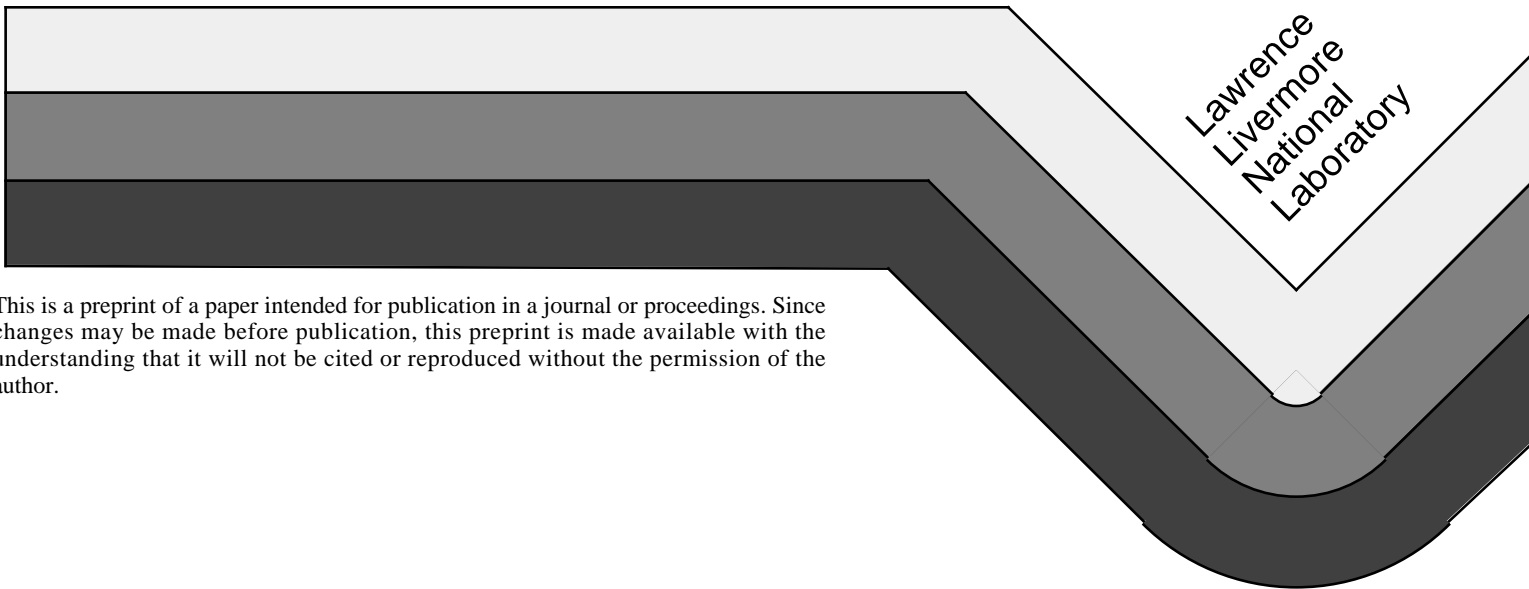 Lawrence
Livermore
National
Laboratory
This is a preprint of a paper intended for publication in a journal or proceedings. Since
changes may be made before publication, this preprint is made available with the
understanding that it will not be cited or reproduced without the permission of the
author.